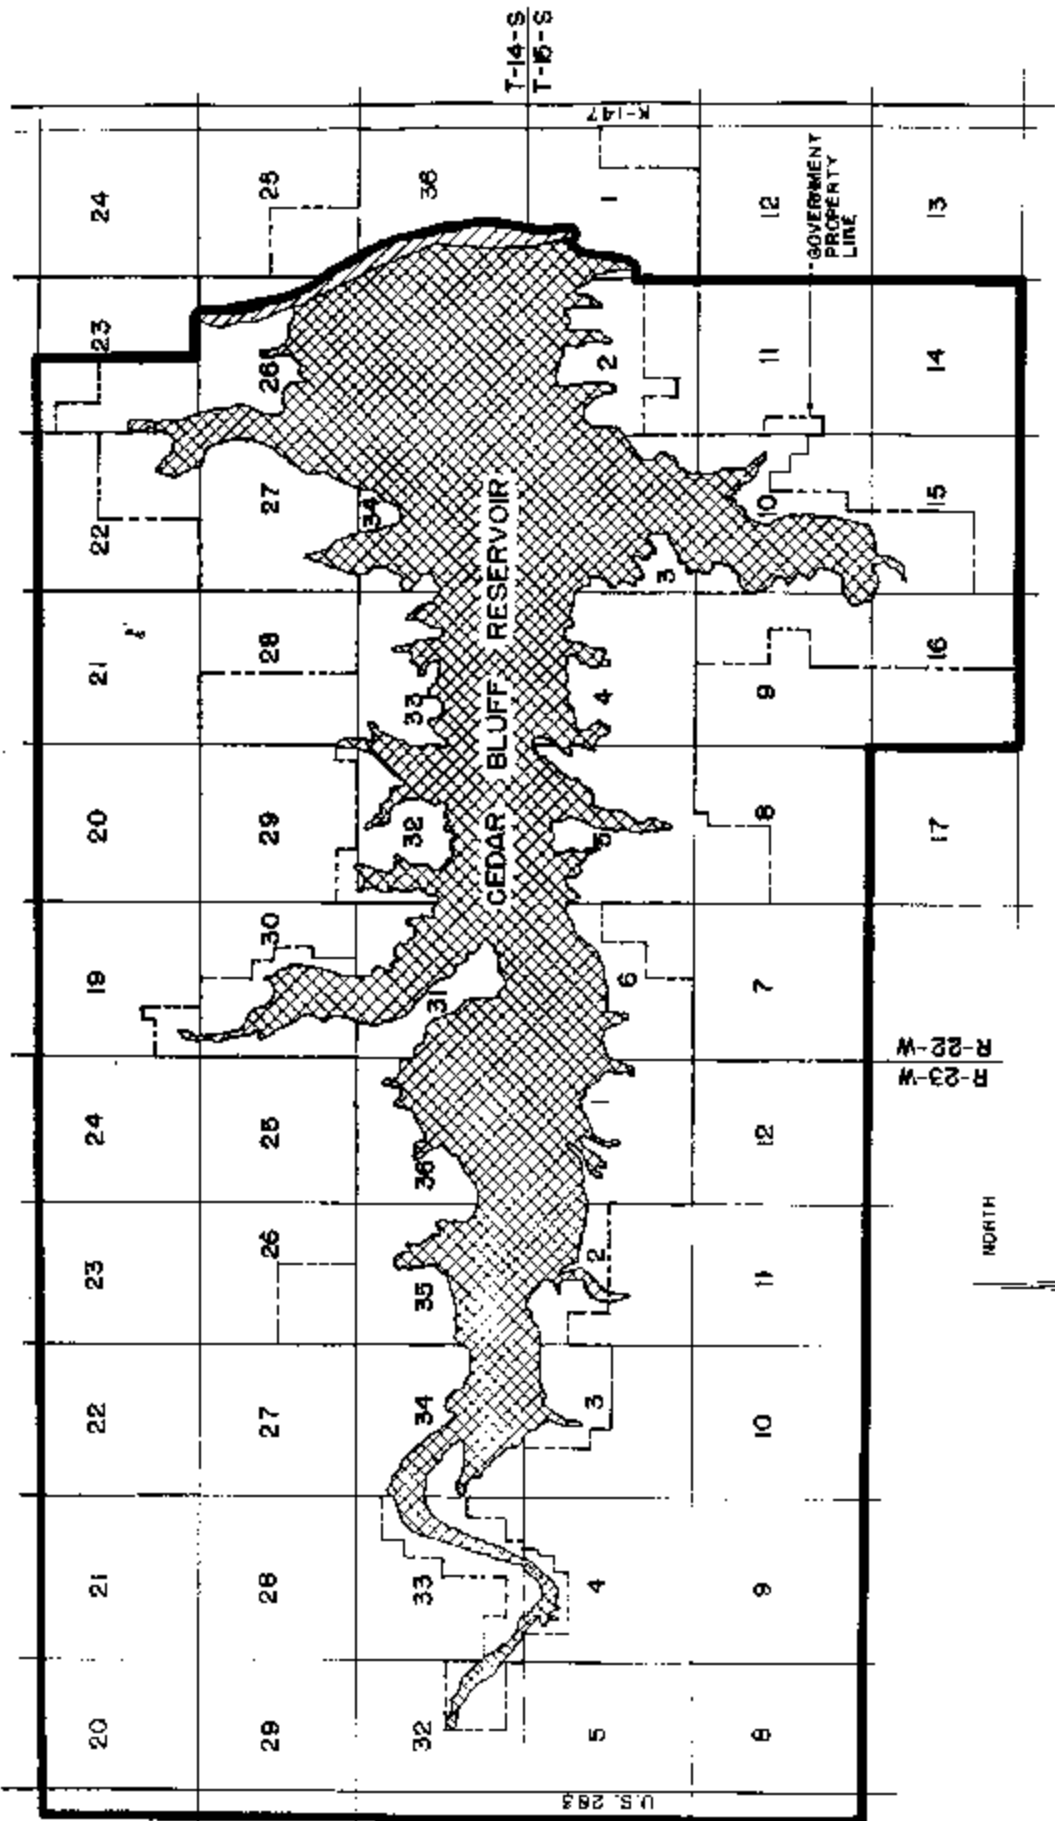 20 21 22 23 24 19 20 21 22 23 24
29 28 27 26 25 30 29 28 27 26 25
32 33 34 35 36 31 32 33 34 36
CEDAR BLUFF RESERVOIR
T-14-S
T-15-S
5 4 3 2 1 6 5 4 3 2 1
U.S. 283
K-147
8 9 10 11 12 7 8 9 10 11 12
GOVERNMENT
PROPERTY
LINE
17 16 15 14 13
R-23-W
R-22-W
NORTH